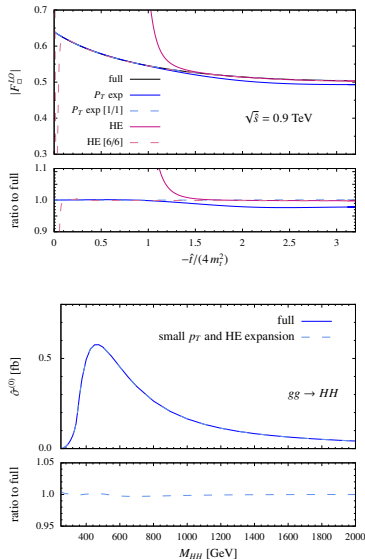 0.7
0.6
0.5
0.4
0.3
|F□^LO|
full
P_T exp
P_T exp [1/1]
HE
HE [6/6]
√ŝ = 0.9 TeV
1.1
1.0
0.9
ratio to full
0 0.5 1 1.5 2 2.5 3
−t̂/(4 m_t²)
0.5
0.0
σ̂^(0) [fb]
full
small p_T and HE expansion
gg → HH
1.05
1.0
0.95
ratio to full
400 600 800 1000 1200 1400 1600 1800 2000
M_HH [GeV]